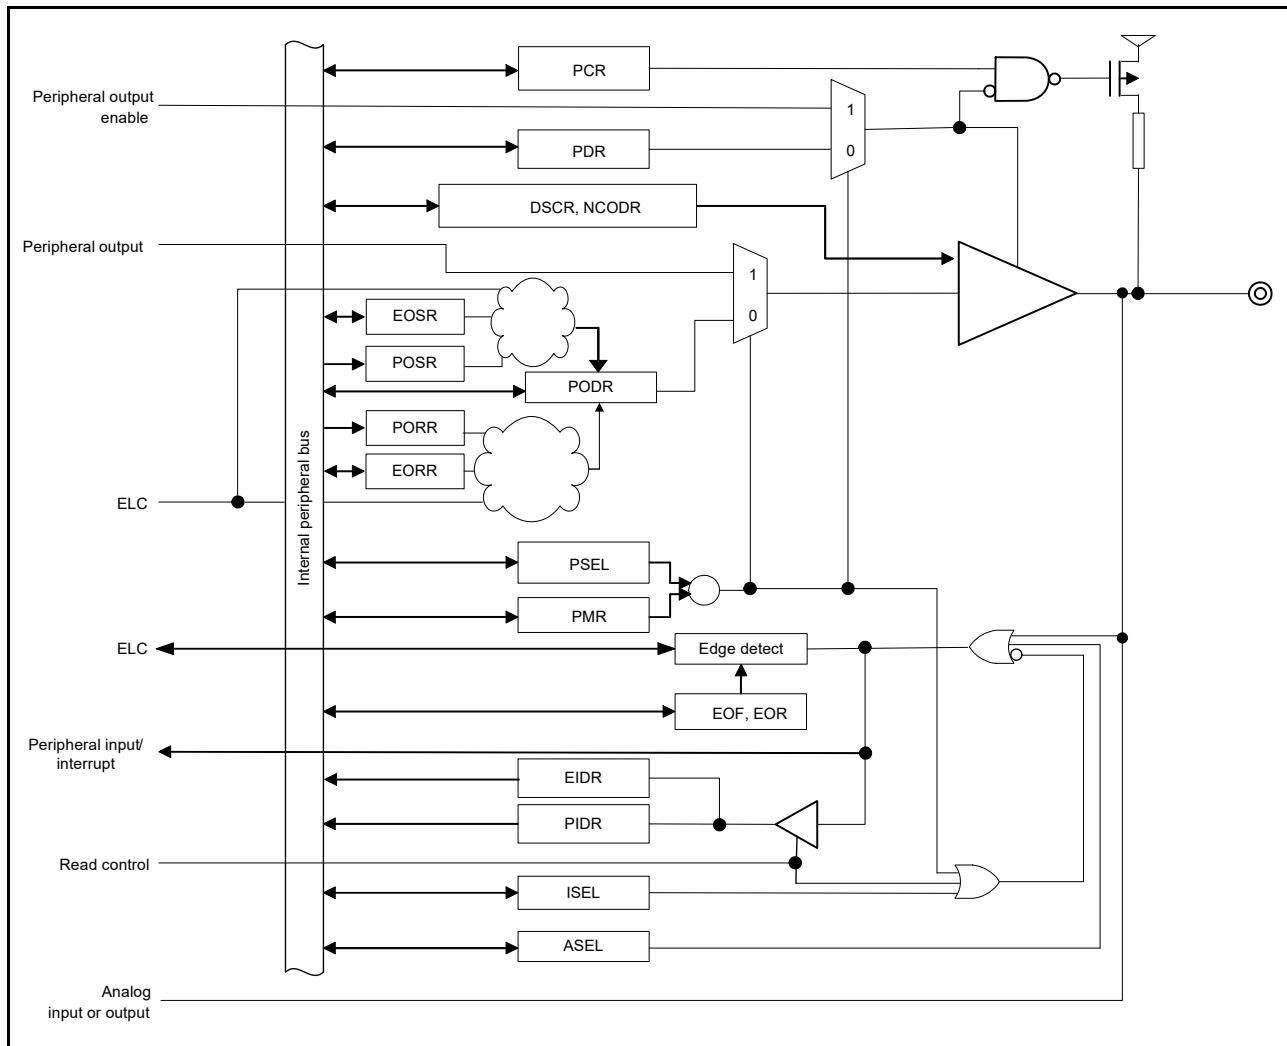 PCR
Peripheral output
enable
1
PDR
0
DSCR, NCODR
Peripheral output
1
EOSR
0
POSR
PODR
PORR
EORR
ELC
Internal peripheral bus
PSEL
PMR
ELC
Edge detect
EOF, EOR
Peripheral input/
interrupt
EIDR
PIDR
Read control
ISEL
ASEL
Analog
input or output